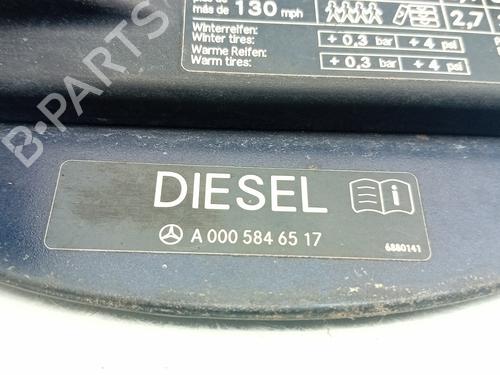 más de 130 mph
2,7
Winterreifen:
Winter tires: + 0,3 bar + 4 psi
Warme Reifen:
Warm tires: + 0,3 bar + 4 psi
B-PARTS
DIESEL
i
A 000 584 65 17
6880141